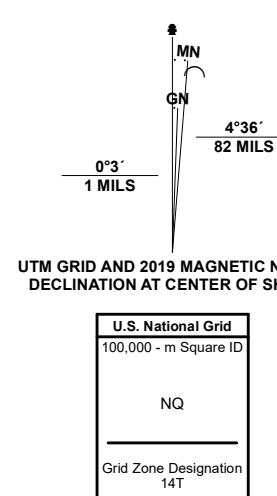 MN
GN
4°36´
82 MILS
0°3´
1 MILS
UTM GRID AND 2019 MAGNETIC N
DECLINATION AT CENTER OF SH
U.S. National Grid
100,000 - m Square ID
NQ
Grid Zone Designation
14T